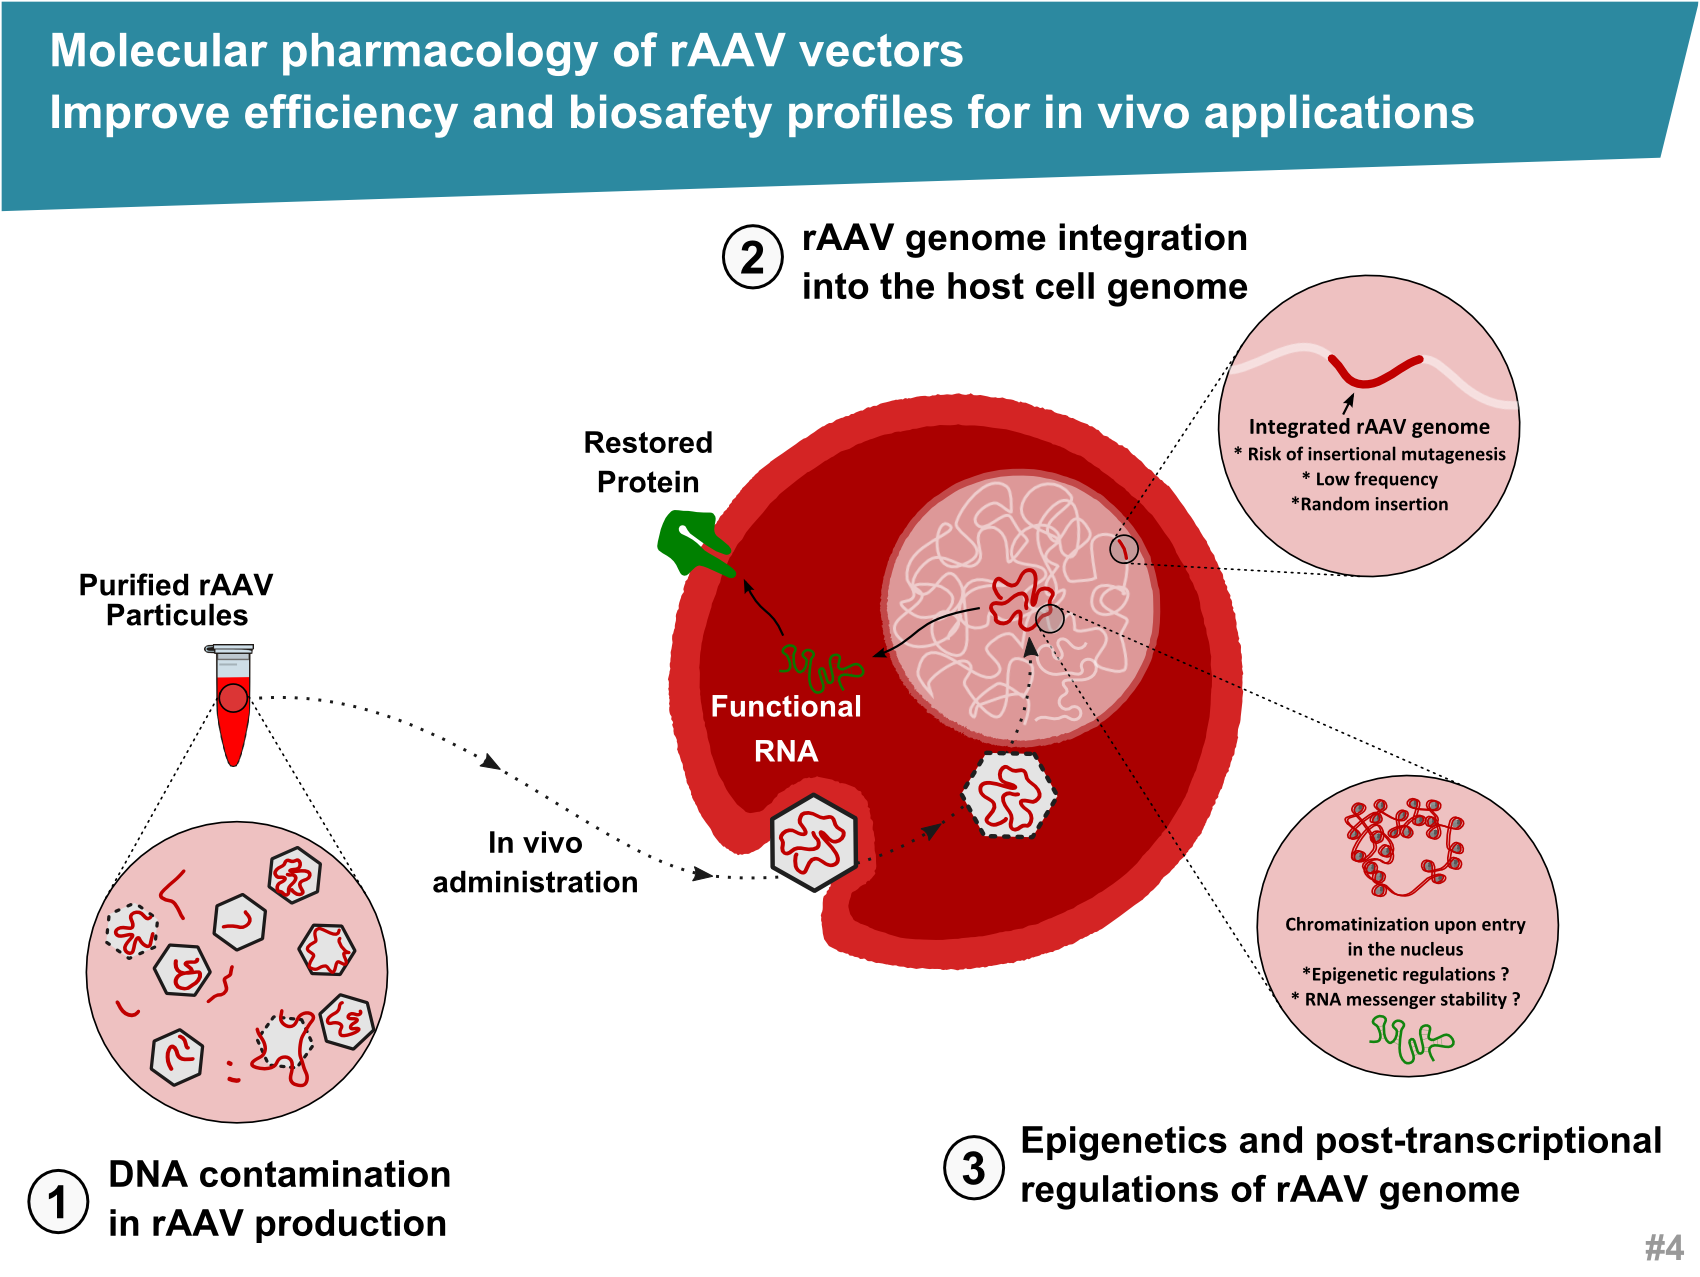 Molecular pharmacology of rAAV vectors
Improve efficiency and biosafety profiles for in vivo applications
2
rAAV genome integration
into the host cell genome
Integrated rAAV genome
* Risk of insertional mutagenesis
* Low frequency
*Random insertion
Restored
Protein
Purified rAAV
Particules
Functional
RNA
In vivo
administration
Chromatinization upon entry
in the nucleus
*Epigenetic regulations ?
* RNA messenger stability ?
1
DNA contamination
in rAAV production
3
Epigenetics and post-transcriptional
regulations of rAAV genome
#4